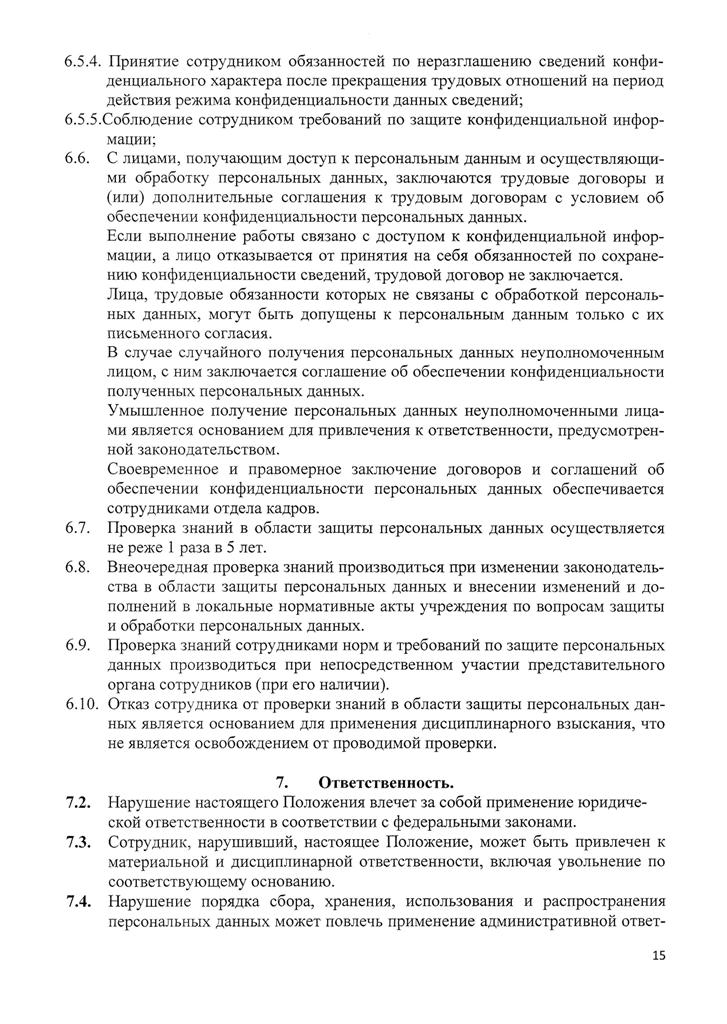 6.5.4. Принятие сотрудником обязанностей по неразглашению сведений конфи-
денциального характера после прекращения трудовых отношений на период
действия режима конфиденциальности данных сведений;
6.5.5.Соблюдение сотрудником требований по защите конфиденциальной инфор-
мации;
6.6. С лицами, получающим доступ к персональным данным и осуществляющи-
ми обработку персональных данных, заключаются трудовые договоры и
(или) дополнительные соглашения к трудовым договорам с условием об
обеспечении конфиденциальности персональных данных.
Если выполнение работы связано с доступом к конфиденциальной инфор-
мации, а лицо отказывается от принятия на себя обязанностей по сохране-
нию конфиденциальности сведений, трудовой договор не заключается.
Лица, трудовые обязанности которых не связаны с обработкой персональ-
ных данных, могут быть допущены к персональным данным только с их
письменного согласия.
В случае случайного получения персональных данных неуполномоченным
лицом, с ним заключается соглашение об обеспечении конфиденциальности
полученных персональных данных.
Умышленное получение персональных данных неуполномоченными лица-
ми является основанием для привлечения к ответственности, предусмотрен-
ной законодательством.
Своевременное и правомерное заключение договоров и соглашений об
обеспечении конфиденциальности персональных данных обеспечивается
сотрудниками отдела кадров.
6.7. Проверка знаний в области защиты персональных данных осуществляется
не реже 1 раза в 5 лет.
6.8. Внеочередная проверка знаний производиться при изменении законодатель-
ства в области защиты персональных данных и внесении изменений и до-
полнений в локальные нормативные акты учреждения по вопросам защиты
и обработки персональных данных.
6.9. Проверка знаний сотрудниками норм и требований по защите персональных
данных производиться при непосредственном участии представительного
органа сотрудников (при его наличии).
6.10. Отказ сотрудника от проверки знаний в области защиты персональных дан-
ных является основанием для применения дисциплинарного взыскания, что
не является освобождением от проводимой проверки.
7. Ответственность.
7.2. Нарушение настоящего Положения влечет за собой применение юридиче-
ской ответственности в соответствии с федеральными законами.
7.3. Сотрудник, нарушивший, настоящее Положение, может быть привлечен к
материальной и дисциплинарной ответственности, включая увольнение по
соответствующему основанию.
7.4. Нарушение порядка сбора, хранения, использования и распространения
персональных данных может повлечь применение административной ответ-
15